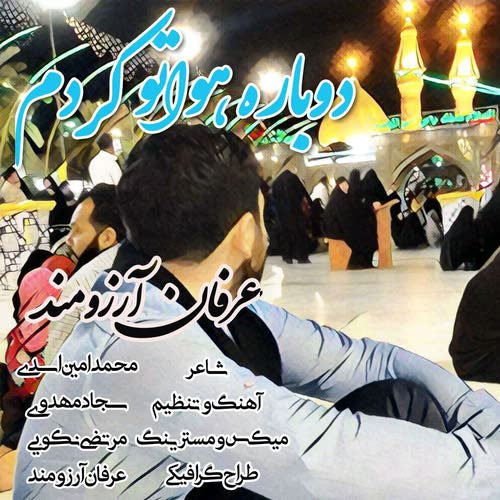 دوباره هواتو کردم
عرفان آرزومند
شاعر محمدامین اسدی
آهنگ و تنظیم سجاد مهدوی
میکس و مسترینگ مرتضی نکویی
طراح گرافیک عرفان آرزومند